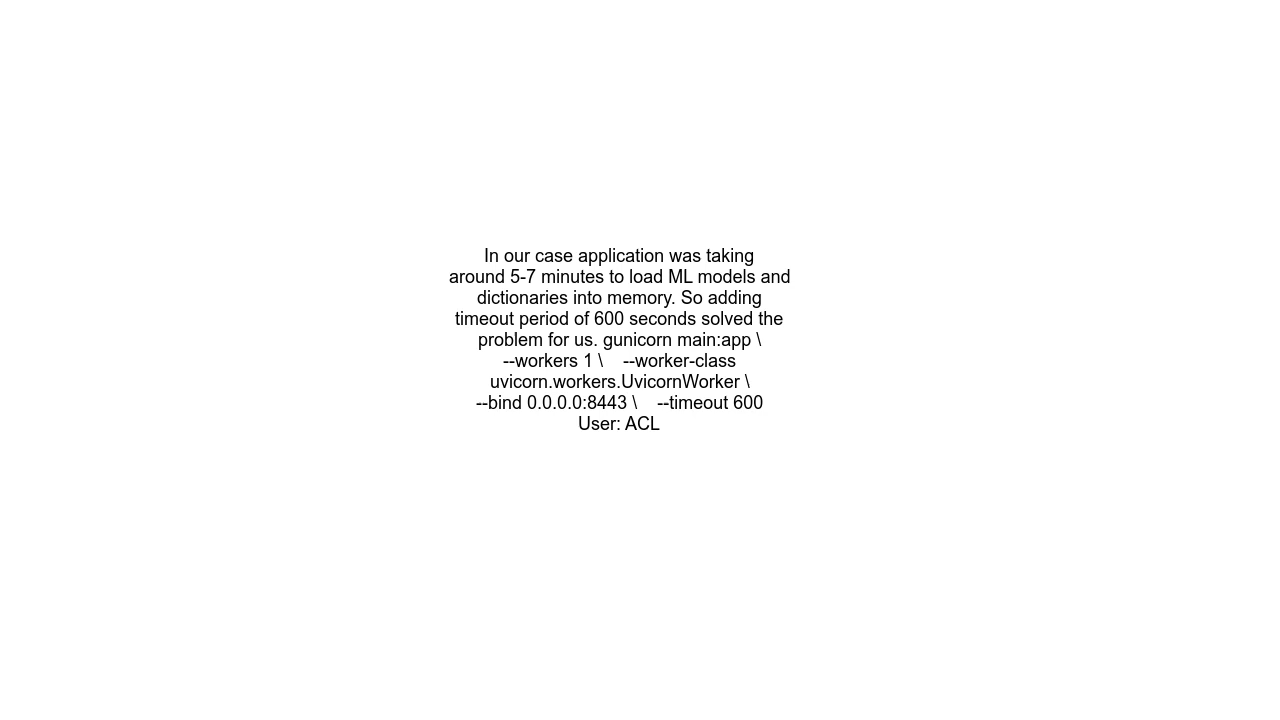 In our case application was taking
around 5-7 minutes to load ML models and
dictionaries into memory. So adding
timeout period of 600 seconds solved the
problem for us. gunicorn main:app \
--workers 1 \    --worker-class
uvicorn.workers.UvicornWorker \
--bind 0.0.0.0:8443 \    --timeout 600
User: ACL